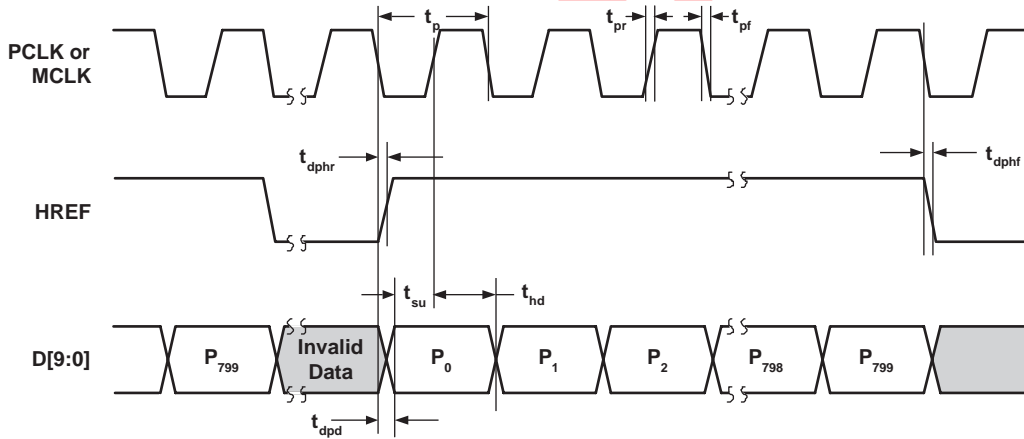 t_p
t_pr
t_pf
PCLK or
MCLK
t_dphr
t_dphf
HREF
t_su
t_hd
D[9:0]
P_799
Invalid
Data
P_0
P_1
P_2
P_798
P_799
t_dpd